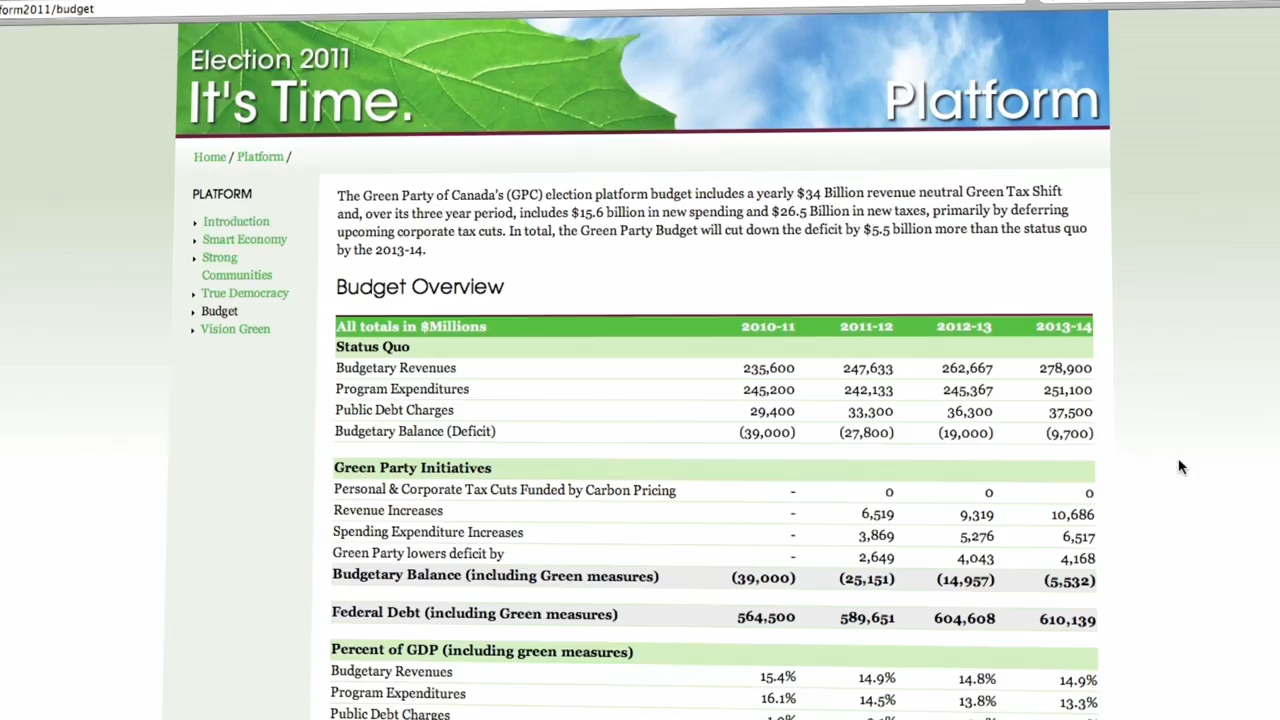 form2011/budget
Election 2011
It's Time.
Platform
Home / Platform /
PLATFORM
Introduction
Smart Economy
Strong
Communities
True Democracy
Budget
Vision Green
The Green Party of Canada's (GPC) election platform budget includes a yearly $34 Billion revenue neutral Green Tax Shift
and, over its three year period, includes $15.6 billion in new spending and $26.5 Billion in new taxes, primarily by deferring
upcoming corporate tax cuts. In total, the Green Party Budget will cut down the deficit by $5.5 billion more than the status quo
by the 2013-14.
Budget Overview
All totals in $Millions 2010-11 2011-12 2012-13 2013-14
Status Quo
Budgetary Revenues 235,600 247,633 262,667 278,900
Program Expenditures 245,200 242,133 245,367 251,100
Public Debt Charges 29,400 33,300 36,300 37,500
Budgetary Balance (Deficit) (39,000) (27,800) (19,000) (9,700)
Green Party Initiatives
Personal & Corporate Tax Cuts Funded by Carbon Pricing - 0 0 0
Revenue Increases - 6,519 9,319 10,686
Spending Expenditure Increases - 3,869 5,276 6,517
Green Party lowers deficit by - 2,649 4,043 4,168
Budgetary Balance (including Green measures) (39,000) (25,151) (14,957) (5,532)
Federal Debt (including Green measures) 564,500 589,651 604,608 610,139
Percent of GDP (including green measures)
Budgetary Revenues 15.4% 14.9% 14.8% 14.9%
Program Expenditures 16.1% 14.5% 13.8% 13.3%
Public Debt Charges